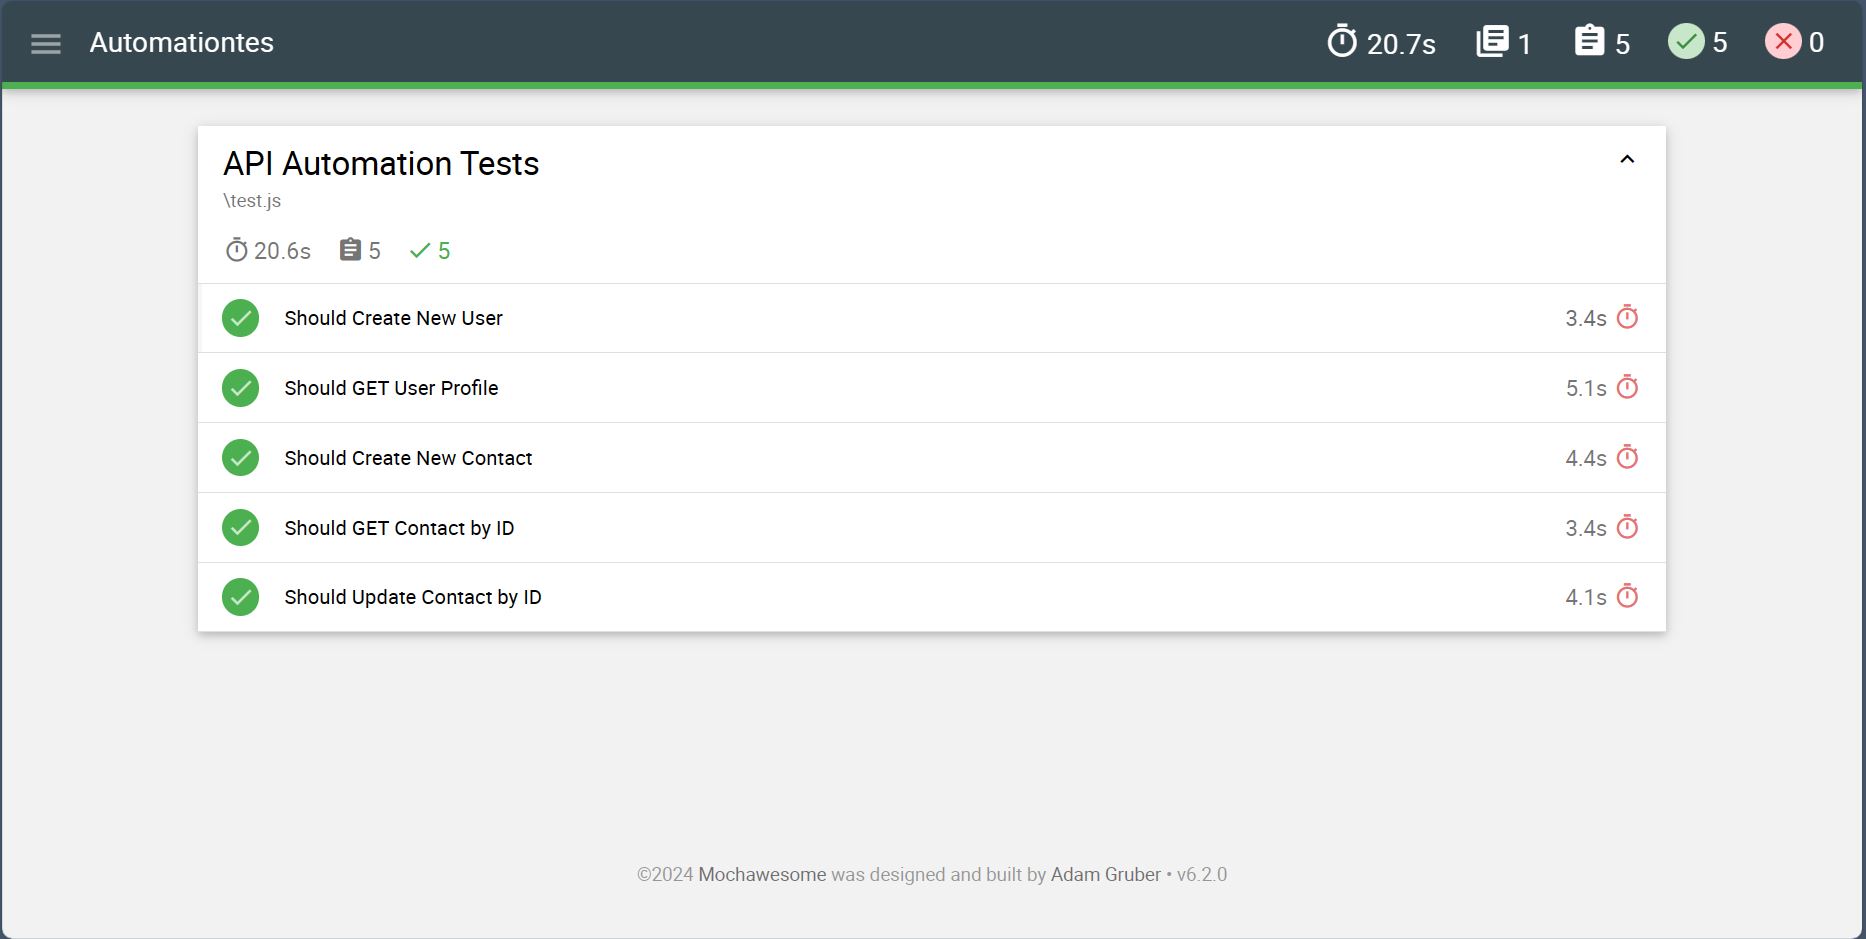 Automationtes 20.7s 1 5 5 0
API Automation Tests
\test.js
20.6s 5 5
Should Create New User 3.4s
Should GET User Profile 5.1s
Should Create New Contact 4.4s
Should GET Contact by ID 3.4s
Should Update Contact by ID 4.1s
©2024 Mochawesome was designed and built by Adam Gruber • v6.2.0